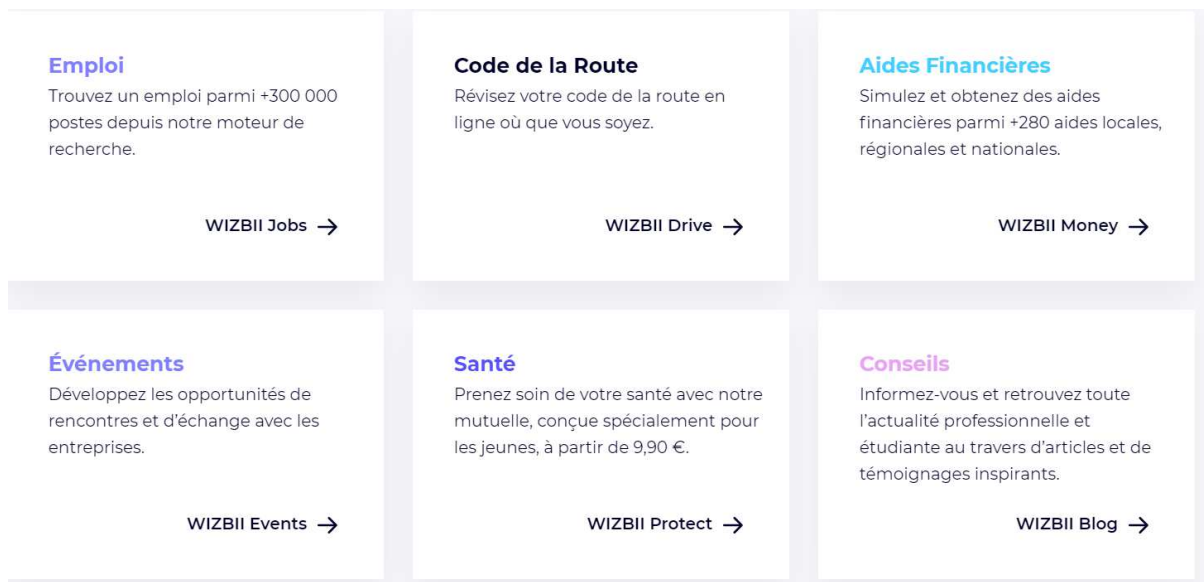 Emploi
Trouvez un emploi parmi +300 000
postes depuis notre moteur de
recherche.
WIZBII Jobs →
Code de la Route
Révisez votre code de la route en
ligne où que vous soyez.
WIZBII Drive →
Aides Financières
Simulez et obtenez des aides
financières parmi +280 aides locales,
régionales et nationales.
WIZBII Money →
Événements
Développez les opportunités de
rencontres et d’échange avec les
entreprises.
WIZBII Events →
Santé
Prenez soin de votre santé avec notre
mutuelle, conçue spécialement pour
les jeunes, à partir de 9,90 €.
WIZBII Protect →
Conseils
Informez-vous et retrouvez toute
l’actualité professionnelle et
étudiante au travers d’articles et de
témoignages inspirants.
WIZBII Blog →